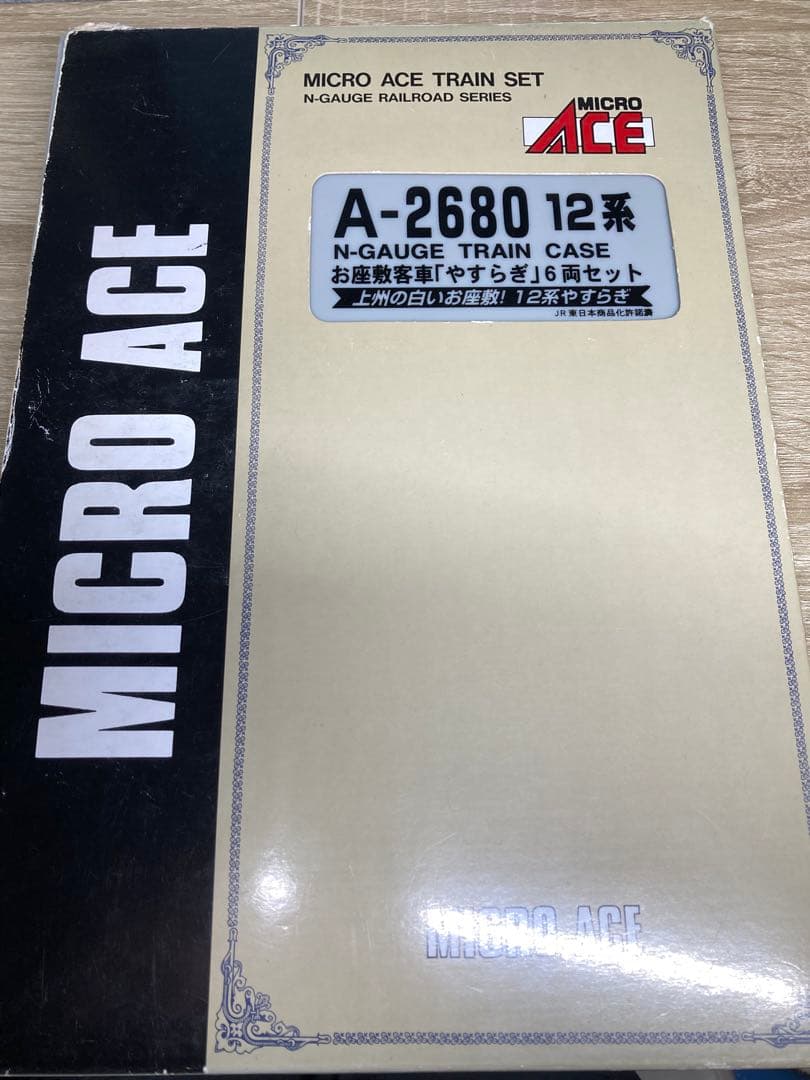 MICRO ACE TRAIN SET
N-GAUGE RAILROAD SERIES
MICRO
ACE
A-2680 12系
N-GAUGE TRAIN CASE
お座敷客車「やすらぎ」6両セット
上州の白いお座敷! 12系やすらぎ
JR東日本商品化許諾済
MICRO ACE
MICRO ACE